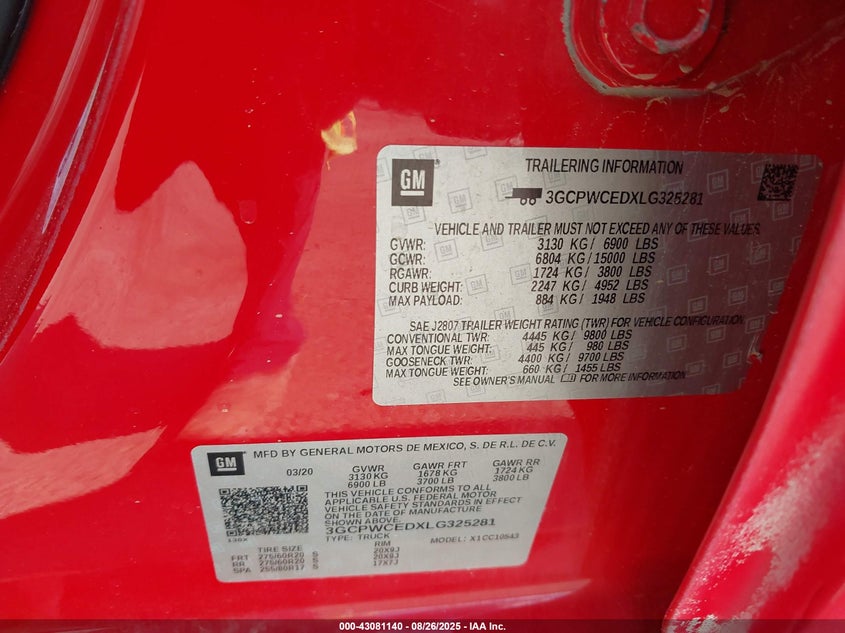 GM
TRAILERING INFORMATION
3GCPWCEDXLG325281
VEHICLE AND TRAILER MUST NOT EXCEED ANY OF THESE VALUES
GVWR: 3130 KG / 6900 LBS
GCWR: 6804 KG / 15000 LBS
RGAWR: 1724 KG / 3800 LBS
CURB WEIGHT: 2247 KG / 4952 LBS
MAX PAYLOAD: 884 KG / 1948 LBS
SAE J2807 TRAILER WEIGHT RATING (TWR) FOR VEHICLE CONFIGURATION.
CONVENTIONAL TWR: 4445 KG / 9800 LBS
MAX TONGUE WEIGHT: 445 KG / 980 LBS
GOOSENECK TWR: 4400 KG / 9700 LBS
MAX TONGUE WEIGHT: 660 KG / 1455 LBS
SEE OWNER'S MANUAL FOR MORE INFORMATION
GM
MFD BY GENERAL MOTORS DE MEXICO, S. DE R.L. DE C.V.
03/20 GVWR GAWR FRT GAWR RR
3130 KG 1678 KG 1724 KG
6900 LB 3700 LB 3800 LB
THIS VEHICLE CONFORMS TO ALL
APPLICABLE U.S. FEDERAL MOTOR
VEHICLE SAFETY STANDARDS IN EFFECT
ON THE DATE OF MANUFACTURE
SHOWN ABOVE.
3GCPWCEDXLG325281
TYPE: TRUCK MODEL: X1CC10543
TIRE SIZE RIM
FRT 275/60R20 S 20X9J
RR 275/60R20 S 20X9J
SPA 255/80R17 S 17X7J
000-43081140 - 08/26/2025 - IAA Inc.